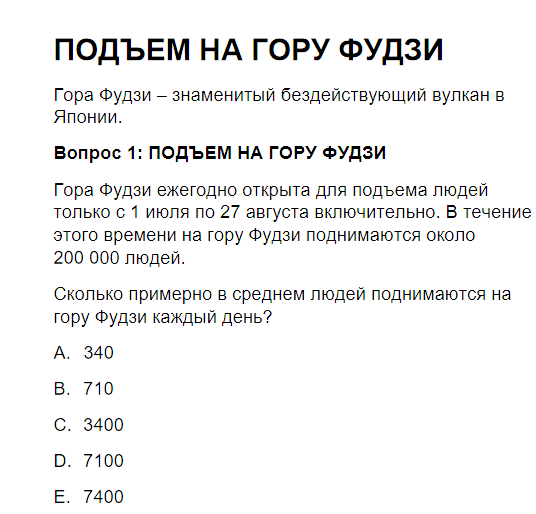 ПОДЪЕМ НА ГОРУ ФУДЗИ
Гора Фудзи – знаменитый бездействующий вулкан в
Японии.
Вопрос 1: ПОДЪЕМ НА ГОРУ ФУДЗИ
Гора Фудзи ежегодно открыта для подъема людей
только с 1 июля по 27 августа включительно. В течение
этого времени на гору Фудзи поднимаются около
200 000 людей.
Сколько примерно в среднем людей поднимаются на
гору Фудзи каждый день?
A. 340
B. 710
C. 3400
D. 7100
E. 7400